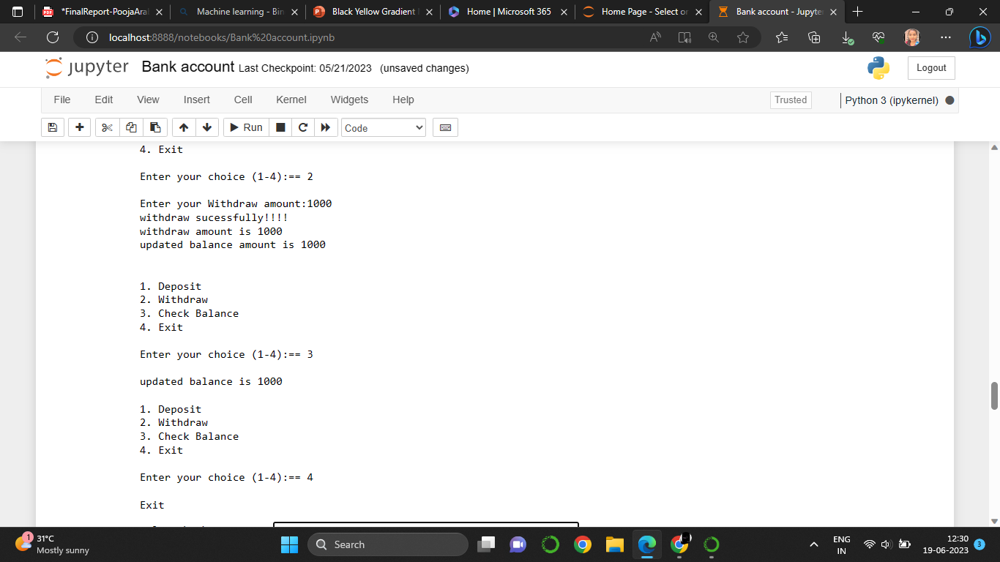 *FinalReport-PoojaAral
Machine learning - Bin
Black Yellow Gradient
Home | Microsoft 365
Home Page - Select or
Bank account - Jupyte
localhost:8888/notebooks/Bank%20account.ipynb
jupyter Bank account Last Checkpoint: 05/21/2023 (unsaved changes)
Logout
File Edit View Insert Cell Kernel Widgets Help
Trusted
Python 3 (ipykernel)
Run
Code
4. Exit
Enter your choice (1-4):== 2
Enter your Withdraw amount:1000
withdraw sucessfully!!!!
withdraw amount is 1000
updated balance amount is 1000
1. Deposit
2. Withdraw
3. Check Balance
4. Exit
Enter your choice (1-4):== 3
updated balance is 1000
1. Deposit
2. Withdraw
3. Check Balance
4. Exit
Enter your choice (1-4):== 4
Exit
1
31°C
Mostly sunny
Search
ENG
IN
12:30
19-06-2023
3